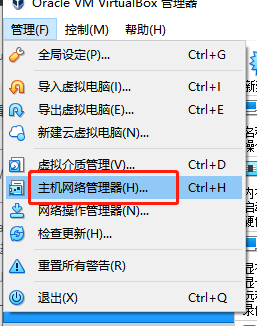 Oracle VM VirtualBox 管理器
管理(F) 控制(M) 帮助(H)
全局设定(P)... Ctrl+G
导入虚拟电脑(I)... Ctrl+I
导出虚拟电脑(E)... Ctrl+E
新建云虚拟电脑(N)...
虚拟介质管理(V)... Ctrl+D
主机网络管理器(H)... Ctrl+H
网络操作管理器(N)...
检查更新(H)...
重置所有警告(R)
退出(X) Ctrl+Q